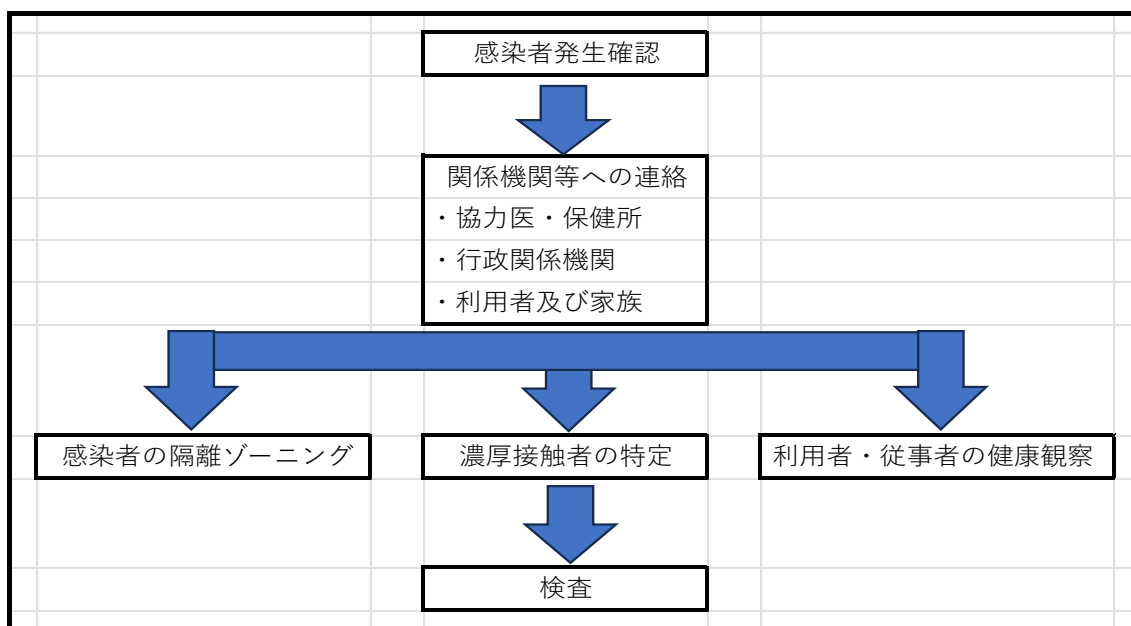 感染者発生確認
関係機関等への連絡
・協力医・保健所
・行政関係機関
・利用者及び家族
感染者の隔離ゾーニング
濃厚接触者の特定
利用者・従事者の健康観察
検査